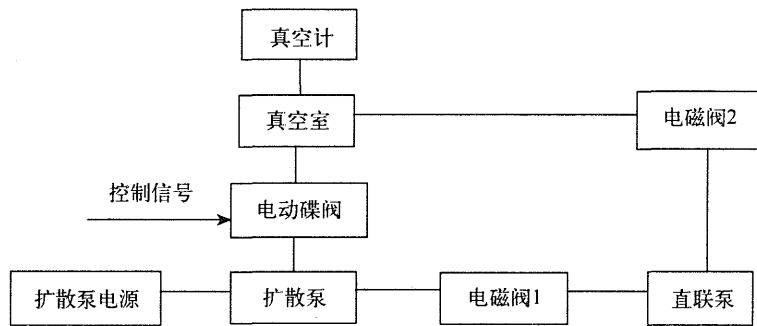 真空计
真空室
电磁阀2
控制信号
电动碟阀
扩散泵电源
扩散泵
电磁阀1
直联泵